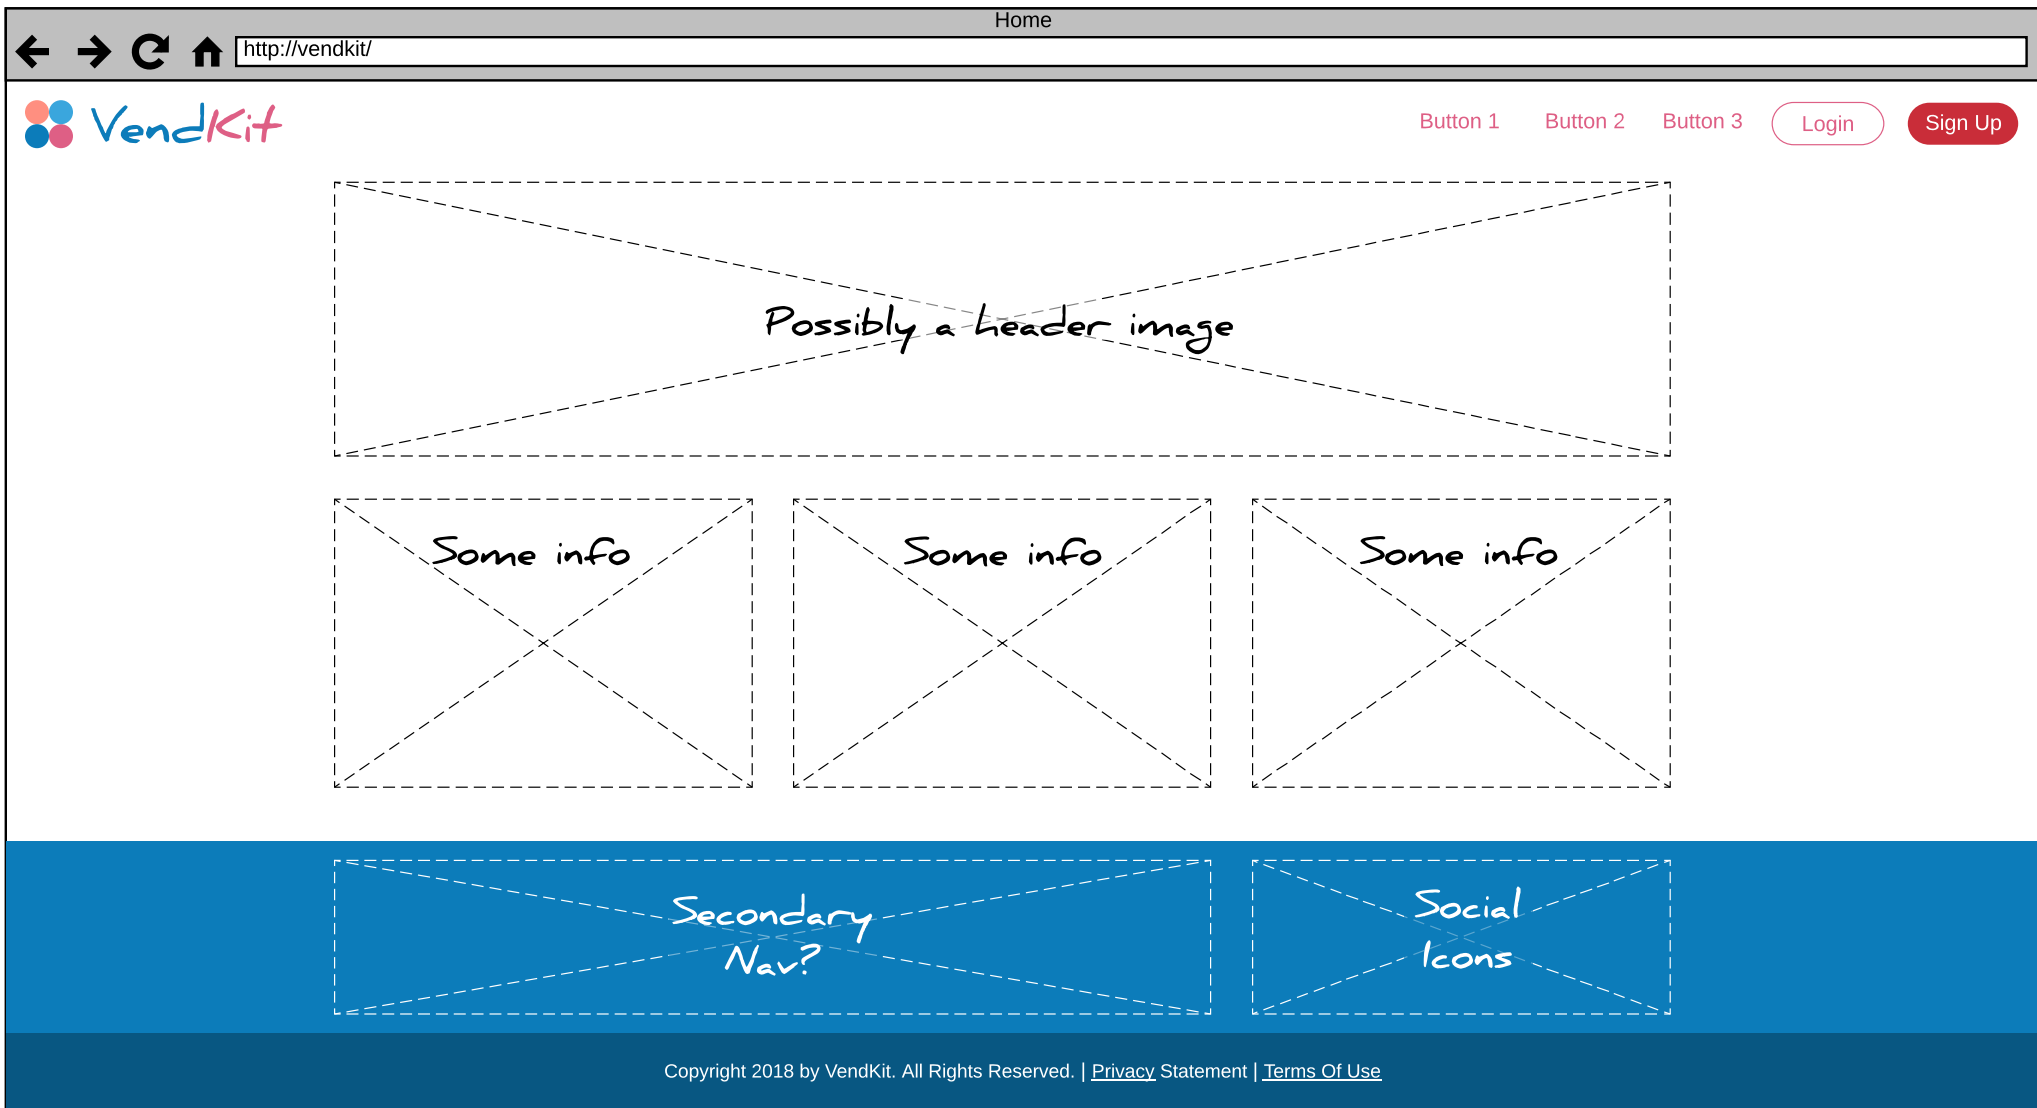 Home
http://vendkit/
VendKit
Button 1 Button 2 Button 3 Login Sign Up
Possibly a header image
Some info Some info Some info
Secondary
Nav?
Social
Icons
Copyright 2018 by VendKit. All Rights Reserved. | Privacy Statement | Terms Of Use